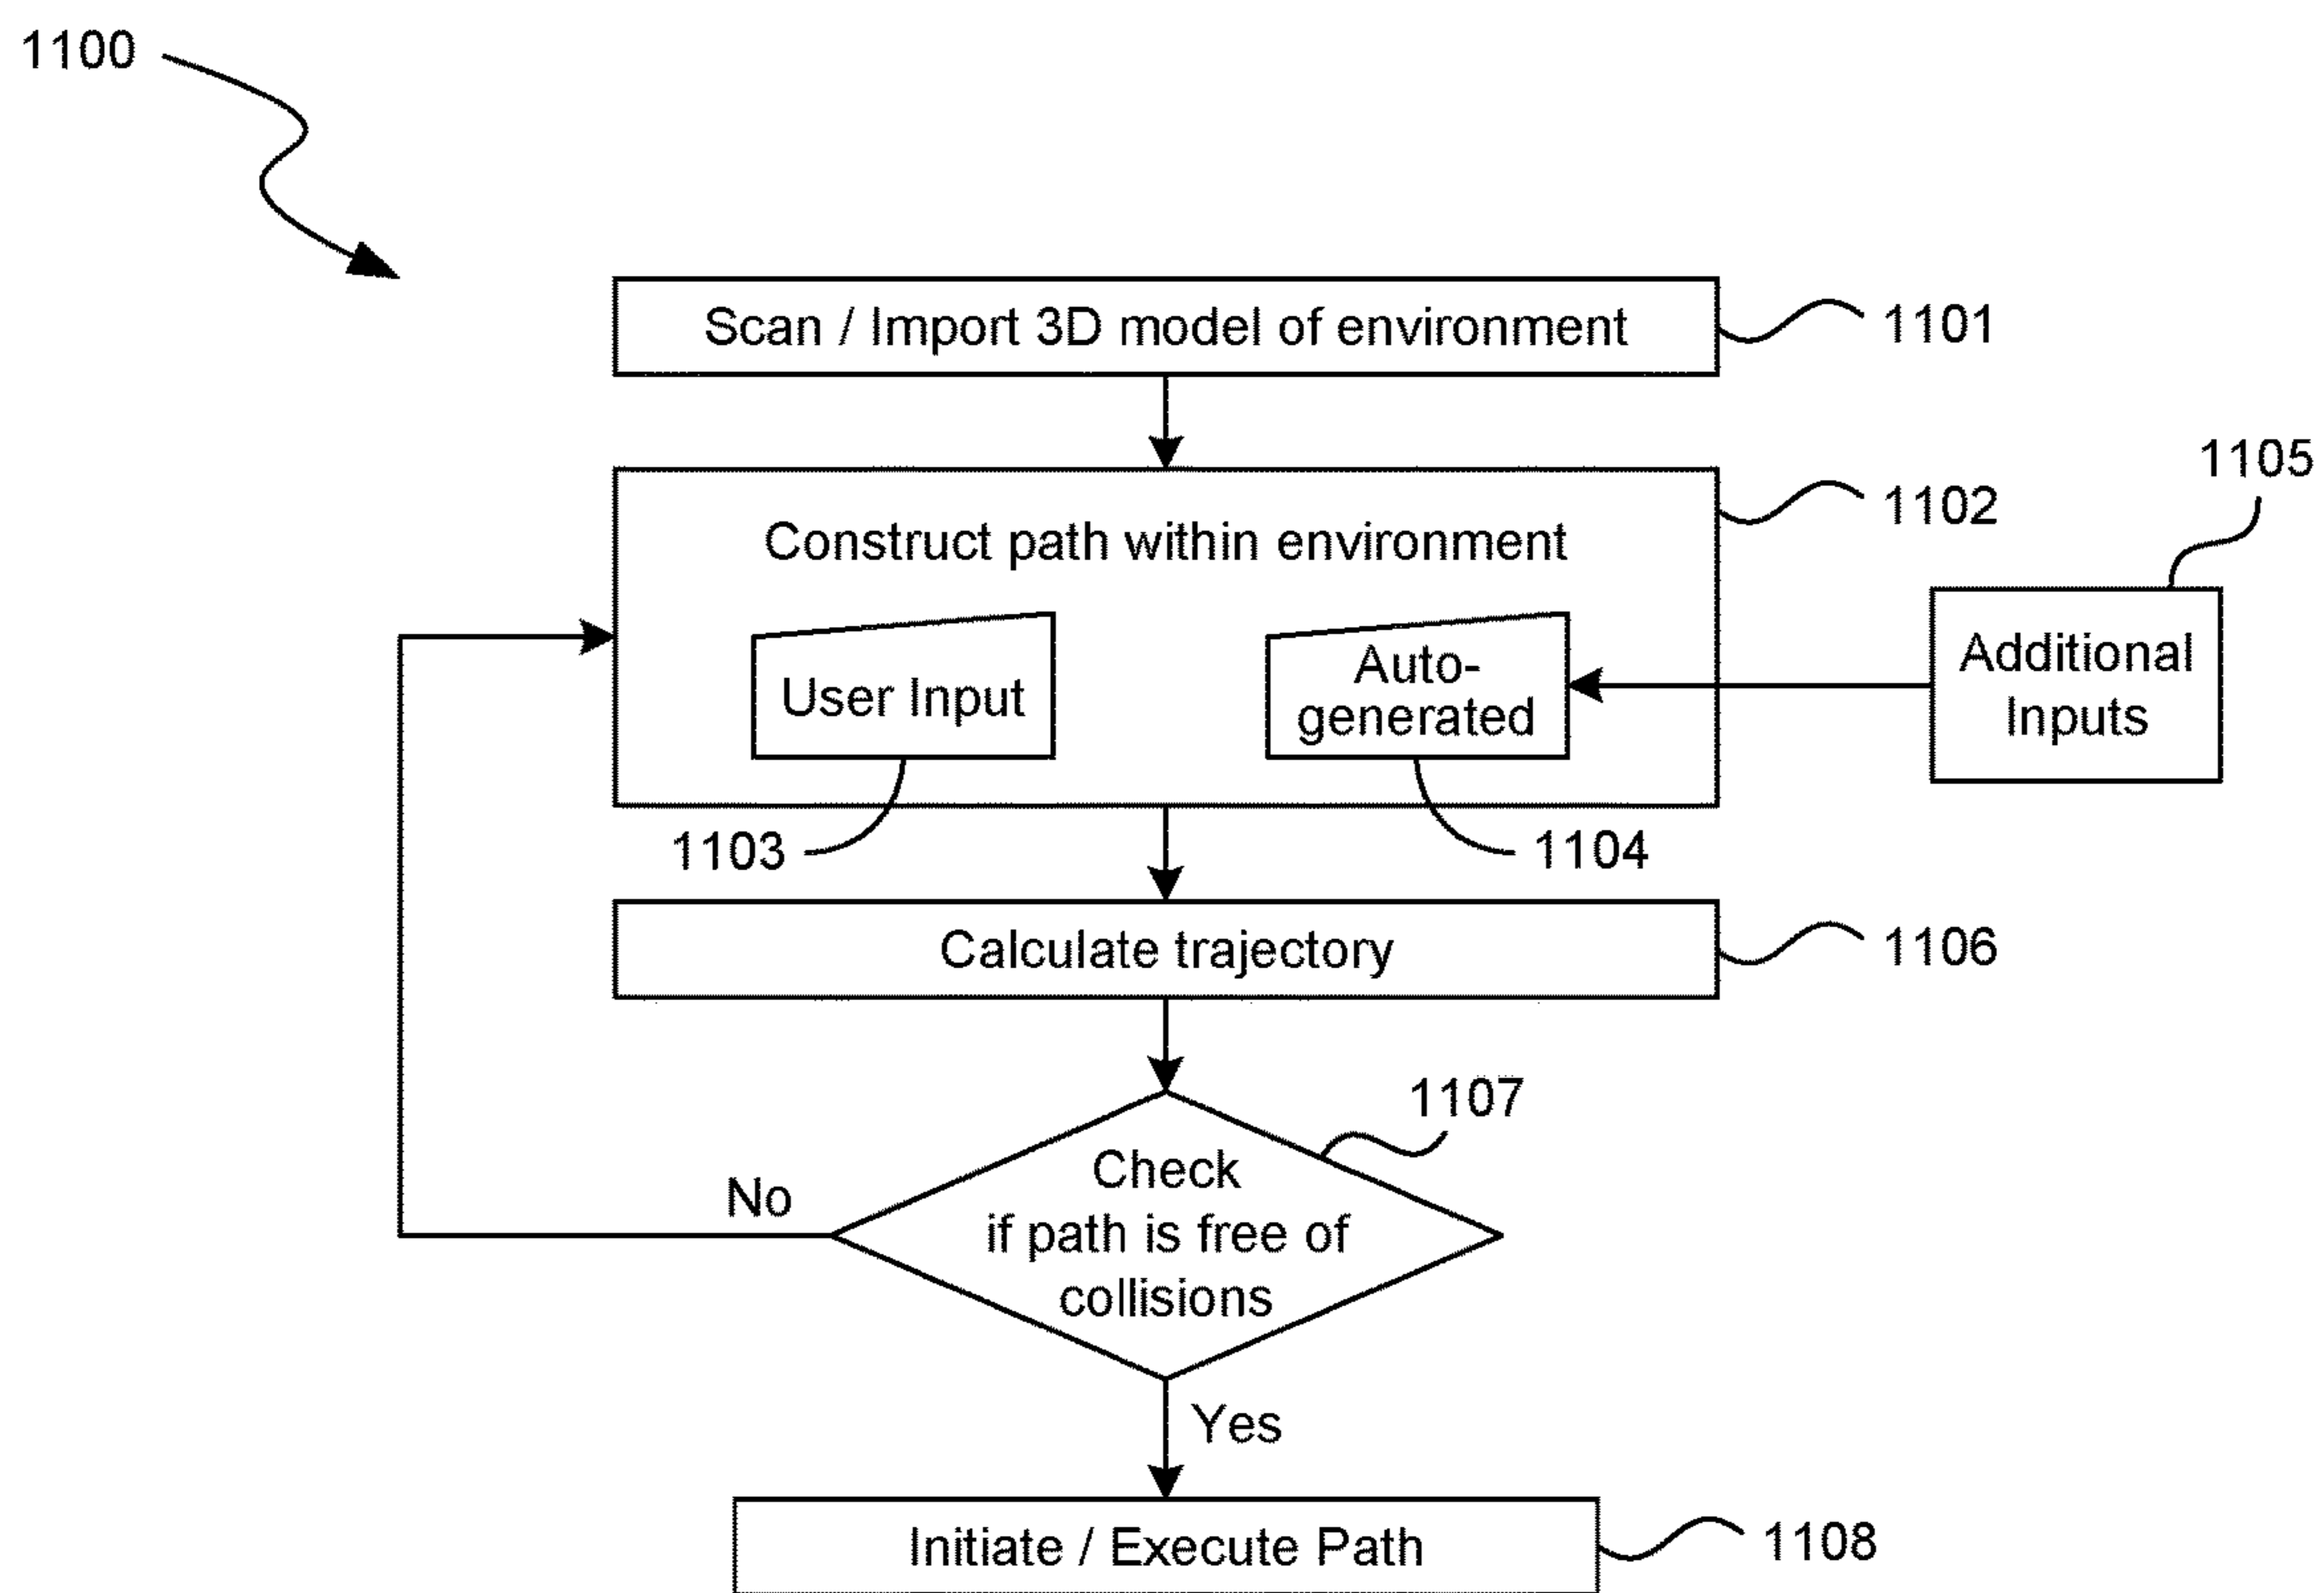 1100
Scan / Import 3D model of environment
1101
1105
1102
Construct path within environment
User Input
Auto-
generated
Additional
Inputs
1103
1104
Calculate trajectory
1106
1107
Check
if path is free of
collisions
No
Yes
Initiate / Execute Path
1108